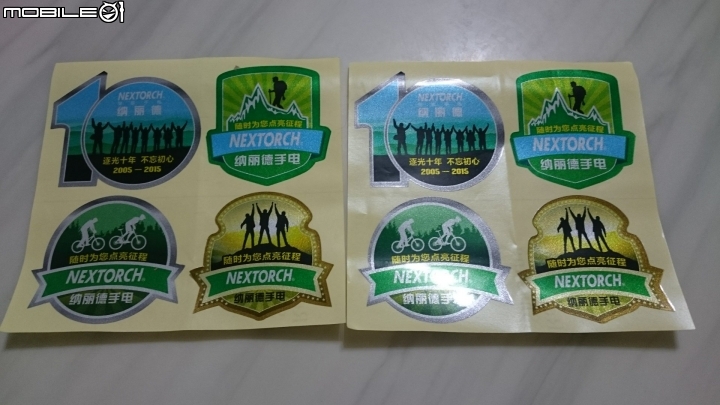 MOBILE01
NEXTORCH®
纳丽德
逐光十年 不忘初心
2005 — 2015
随时为您点亮征程
NEXTORCH®
纳丽德手电
随时为您点亮征程
NEXTORCH®
纳丽德手电
随时为您点亮征程
NEXTORCH®
纳丽德手电
NEXTORCH®
纳丽德
逐光十年 不忘初心
2005 — 2015
随时为您点亮征程
NEXTORCH®
纳丽德手电
随时为您点亮征程
NEXTORCH®
纳丽德手电
随时为您点亮征程
NEXTORCH®
纳丽德手电